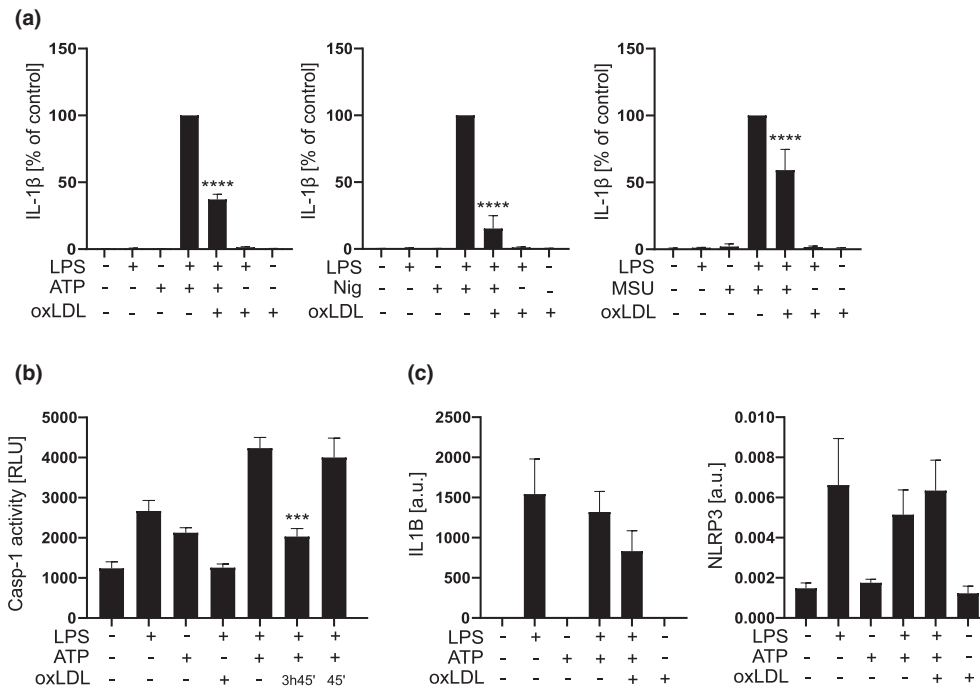 (a)
150
100
50
0
IL-1β [% of control]
****
LPS - + - + + + -
ATP - - + + + - -
oxLDL - - - - + + +
150
100
50
0
IL-1β [% of control]
****
LPS - + - + + + -
Nig - - + + + - -
oxLDL - - - - + + +
150
100
50
0
IL-1β [% of control]
****
LPS - + - + + + -
MSU - - + + + - -
oxLDL - - - - + + +
(b)
5000
4000
3000
2000
1000
0
Casp-1 activity [RLU]
***
LPS - + - + + + +
ATP - - + - + + +
oxLDL - - - + - 3h45' 45'
(c)
2500
2000
1500
1000
500
0
IL1B [a.u.]
LPS - + - + + -
ATP - - + + + -
oxLDL - - - - + +
0.010
0.008
0.006
0.004
0.002
0.000
NLRP3 [a.u.]
LPS - + - + + -
ATP - - + + + -
oxLDL - - - - + +